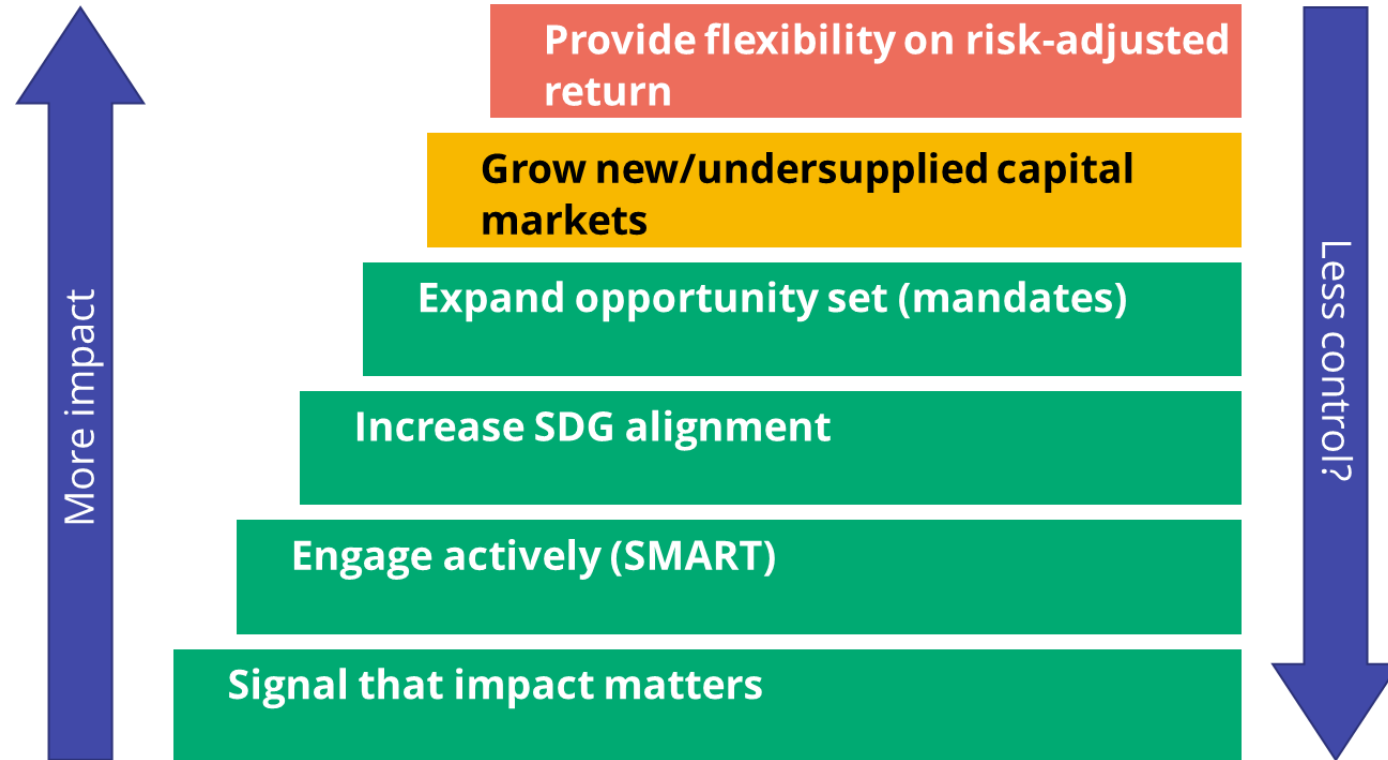 Provide flexibility on risk-adjusted
return
Grow new/undersupplied capital
markets
Expand opportunity set (mandates)
Increase SDG alignment
Engage actively (SMART)
Signal that impact matters
More impact
Less control?